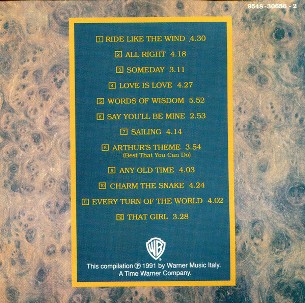 9548-30656-2
1 RIDE LIKE THE WIND 4.30
2 ALL RIGHT 4.18
3 SOMEDAY 3.11
4 LOVE IS LOVE 4.27
5 WORDS OF WISDOM 5.52
6 SAY YOU'LL BE MINE 2.53
7 SAILING 4.14
8 ARTHUR'S THEME 3.54
(Best That You Can Do)
9 ANY OLD TIME 4.03
10 CHARM THE SNAKE 4.24
11 EVERY TURN OF THE WORLD 4.02
12 THAT GIRL 3.28
WB
This compilation ℗ 1991 by Warner Music Italy.
A Time Warner Company.